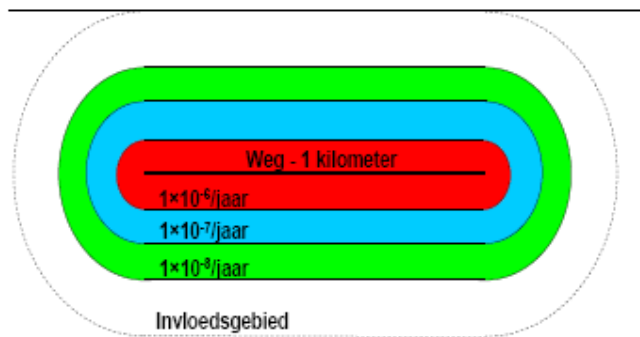 Weg - 1 kilometer
1×10⁻⁶/jaar
1×10⁻⁷/jaar
1×10⁻⁸/jaar
Invloedsgebied